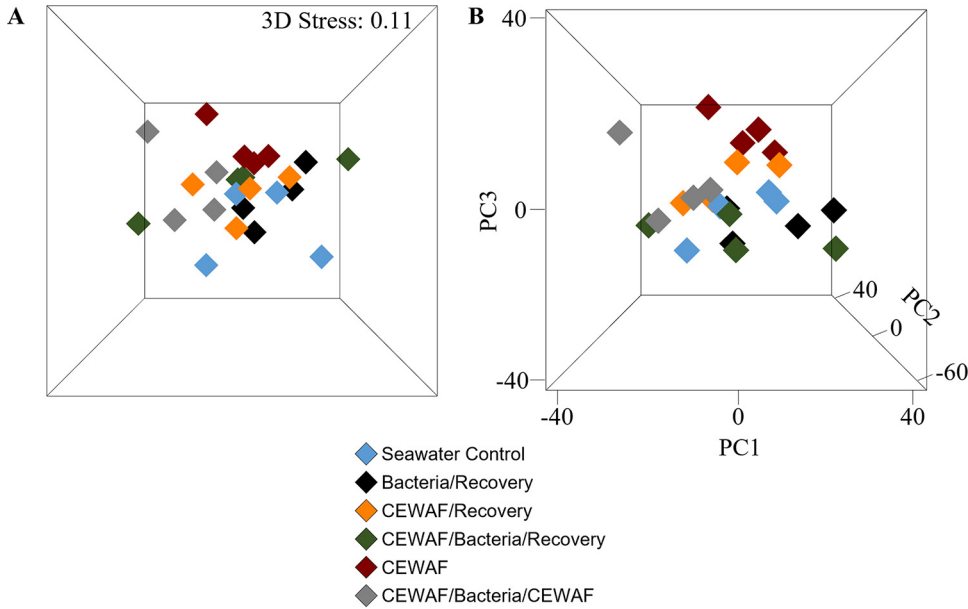 A
3D Stress: 0.11
B
40
0
-40
PC3
-40
0
40
PC1
40
0
-60
PC2
Seawater Control
Bacteria/Recovery
CEWAF/Recovery
CEWAF/Bacteria/Recovery
CEWAF
CEWAF/Bacteria/CEWAF